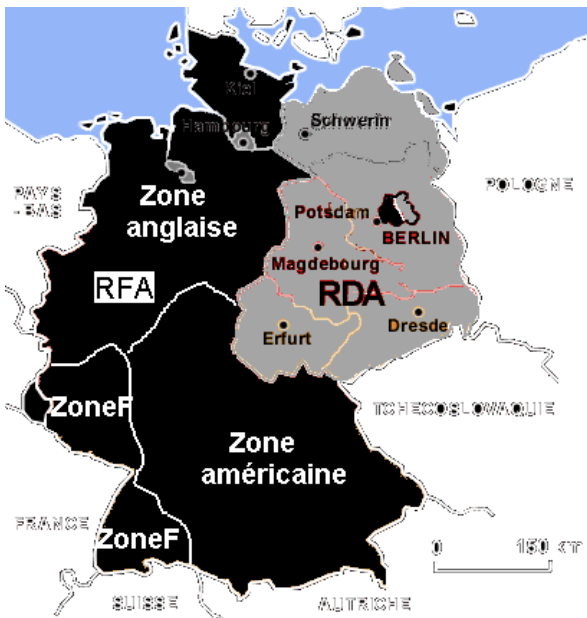 Kiel
Hambourg
Schwerin
PAYS
-BAS
Zone
anglaise
POLOGNE
Potsdam
BERLIN
Magdebourg
RFA
RDA
Erfurt
Dresde
ZoneF
TCHECOSLOVAQUIE
Zone
américaine
FRANCE
ZoneF
0 150 km
SUISSE
AUTRICHE